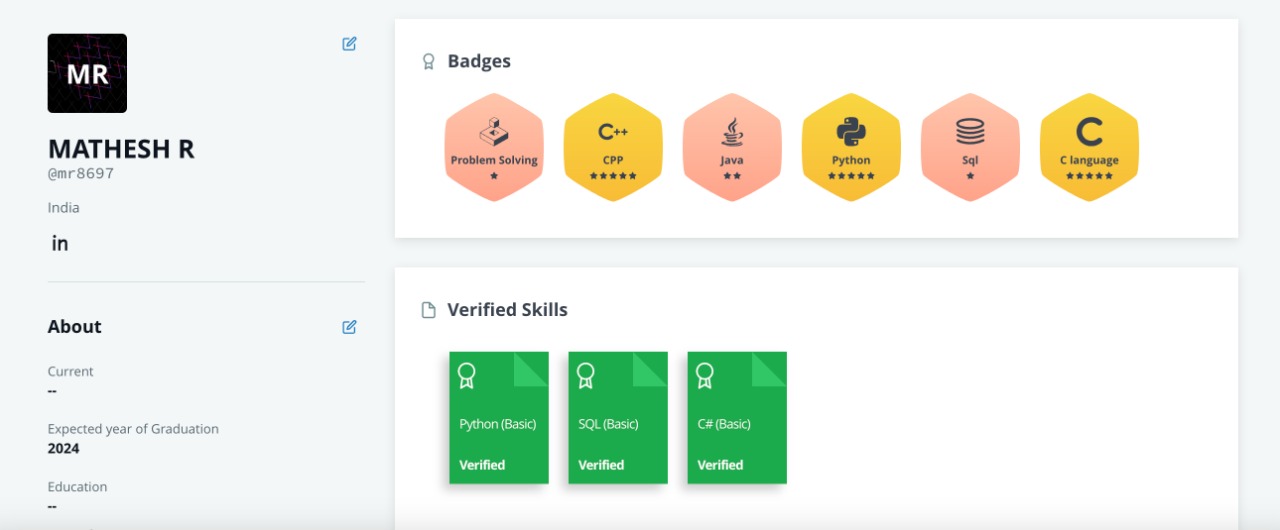 MR
MATHESH R
@mr8697
India
in
About
Current
--
Expected year of Graduation
2024
Education
--
Badges
Problem Solving
C++
CPP
Java
Python
Sql
C
C language
Verified Skills
Python (Basic)
Verified
SQL (Basic)
Verified
C# (Basic)
Verified